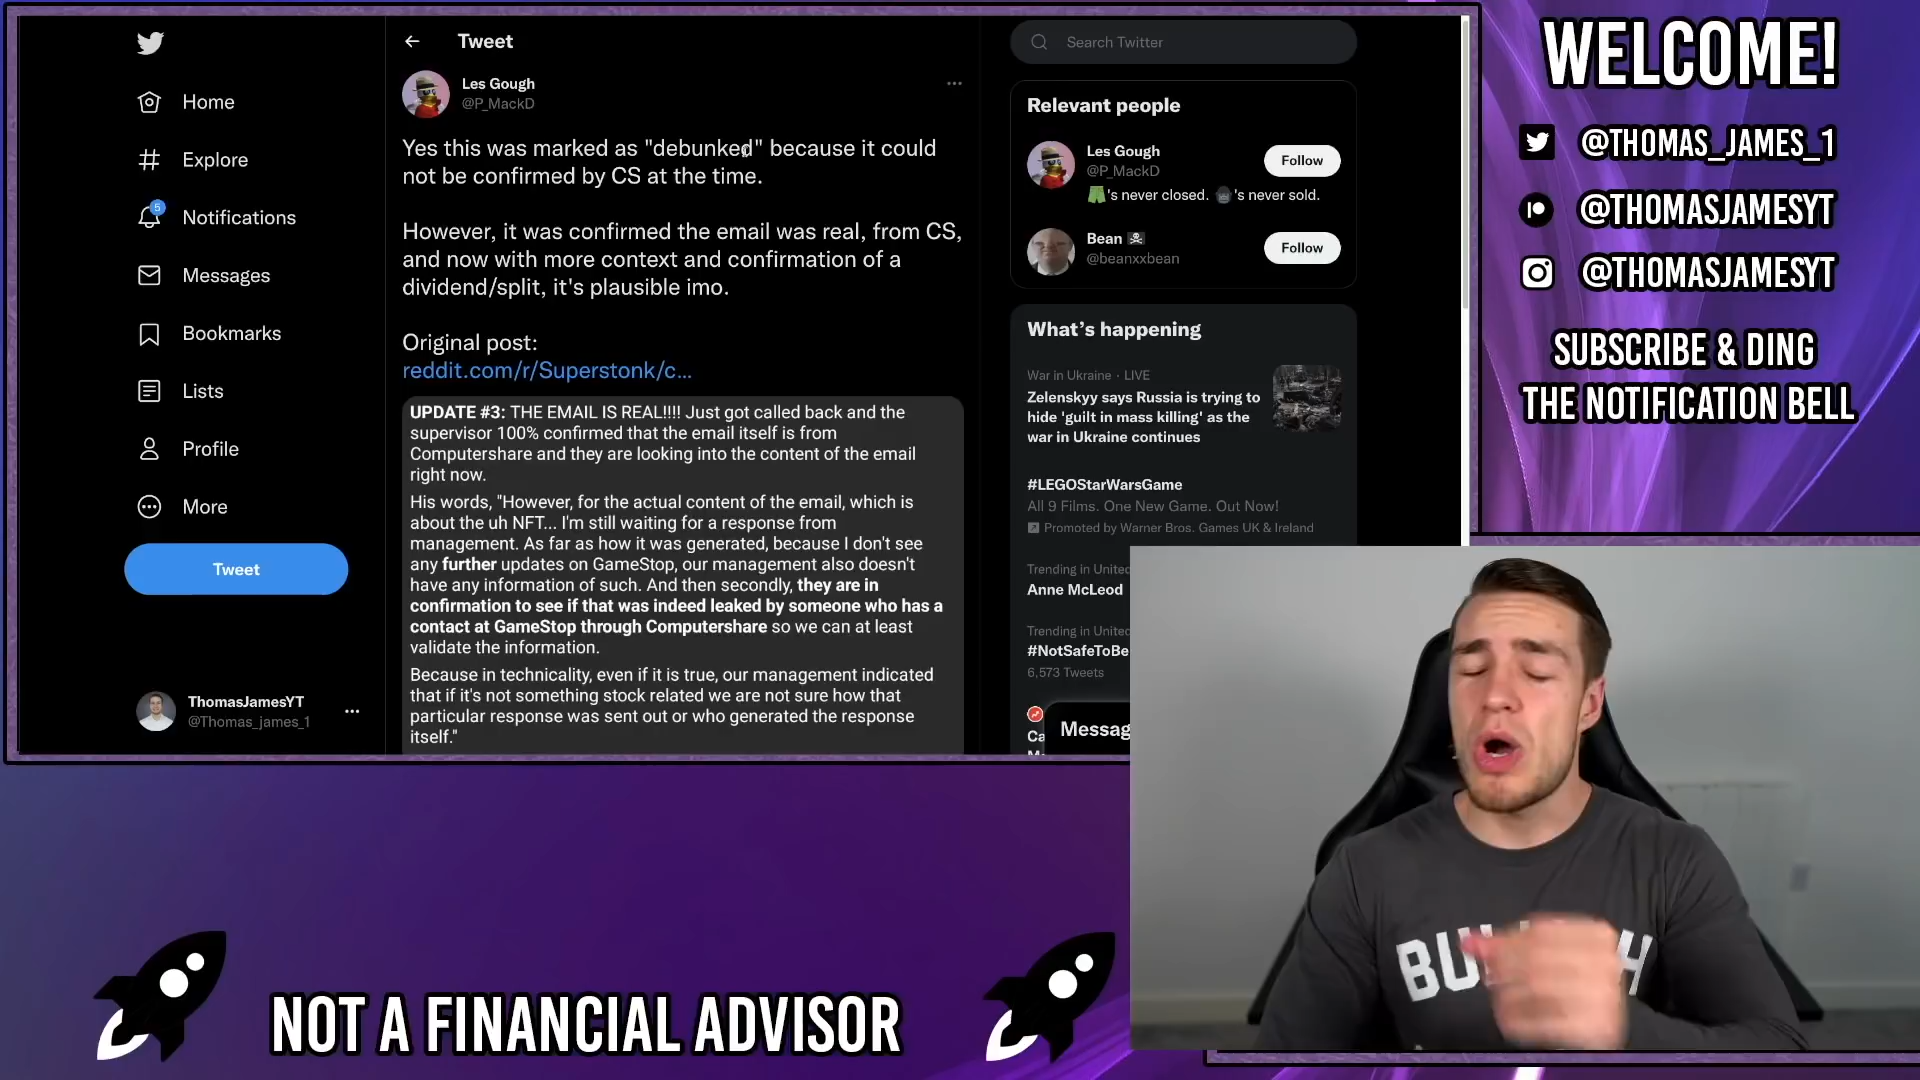 Home
Explore
5
Notifications
Messages
Bookmarks
Lists
Profile
More
Tweet
ThomasJamesYT
@Thomas_james_1
Tweet
Les Gough
@P_MackD
Yes this was marked as "debunked" because it could
not be confirmed by CS at the time.
However, it was confirmed the email was real, from CS,
and now with more context and confirmation of a
dividend/split, it's plausible imo.
Original post:
reddit.com/r/Superstonk/c...
UPDATE #3: THE EMAIL IS REAL!!!! Just got called back and the
supervisor 100% confirmed that the email itself is from
Computershare and they are looking into the content of the email
right now.
His words, "However, for the actual content of the email, which is
about the uh NFT... I'm still waiting for a response from
management. As far as how it was generated, because I don't see
any further updates on GameStop, our management also doesn't
have any information of such. And then secondly, they are in
confirmation to see if that was indeed leaked by someone who has a
contact at GameStop through Computershare so we can at least
validate the information.
Because in technicality, even if it is true, our management indicated
that if it's not something stock related we are not sure how that
particular response was sent out or who generated the response
itself."
Search Twitter
Relevant people
Les Gough
@P_MackD
Follow
's never closed. 's never sold.
Bean
@beanxxbean
Follow
What's happening
War in Ukraine · LIVE
Zelenskyy says Russia is trying to
hide 'guilt in mass killing' as the
war in Ukraine continues
#LEGOStarWarsGame
All 9 Films. One New Game. Out Now!
Promoted by Warner Bros. Games UK & Ireland
Trending in United
Anne McLeod
Trending in United
#NotSafeToBe
6,573 Tweets
Ca
Messag
WELCOME!
@THOMAS_JAMES_1
@THOMASJAMESYT
@THOMASJAMESYT
SUBSCRIBE & DING
THE NOTIFICATION BELL
NOT A FINANCIAL ADVISOR